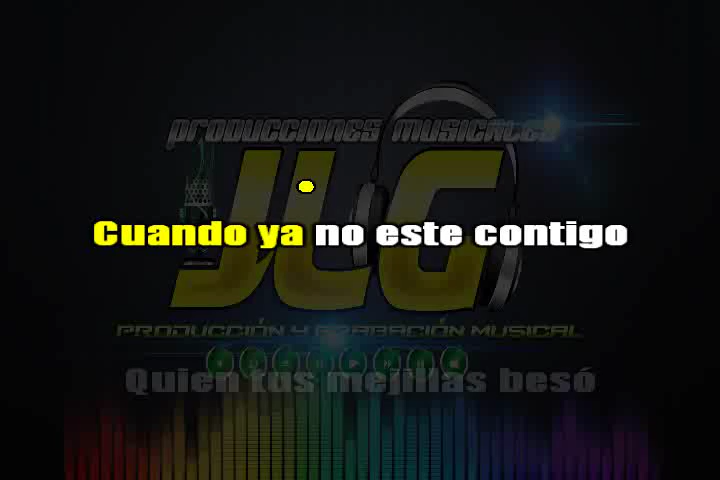 PRODUCCIONES MUSICALES
JLG
Cuando ya no este contigo
PRODUCCIÓN Y GRABACIÓN MUSICAL
Quien tus mejillas besó